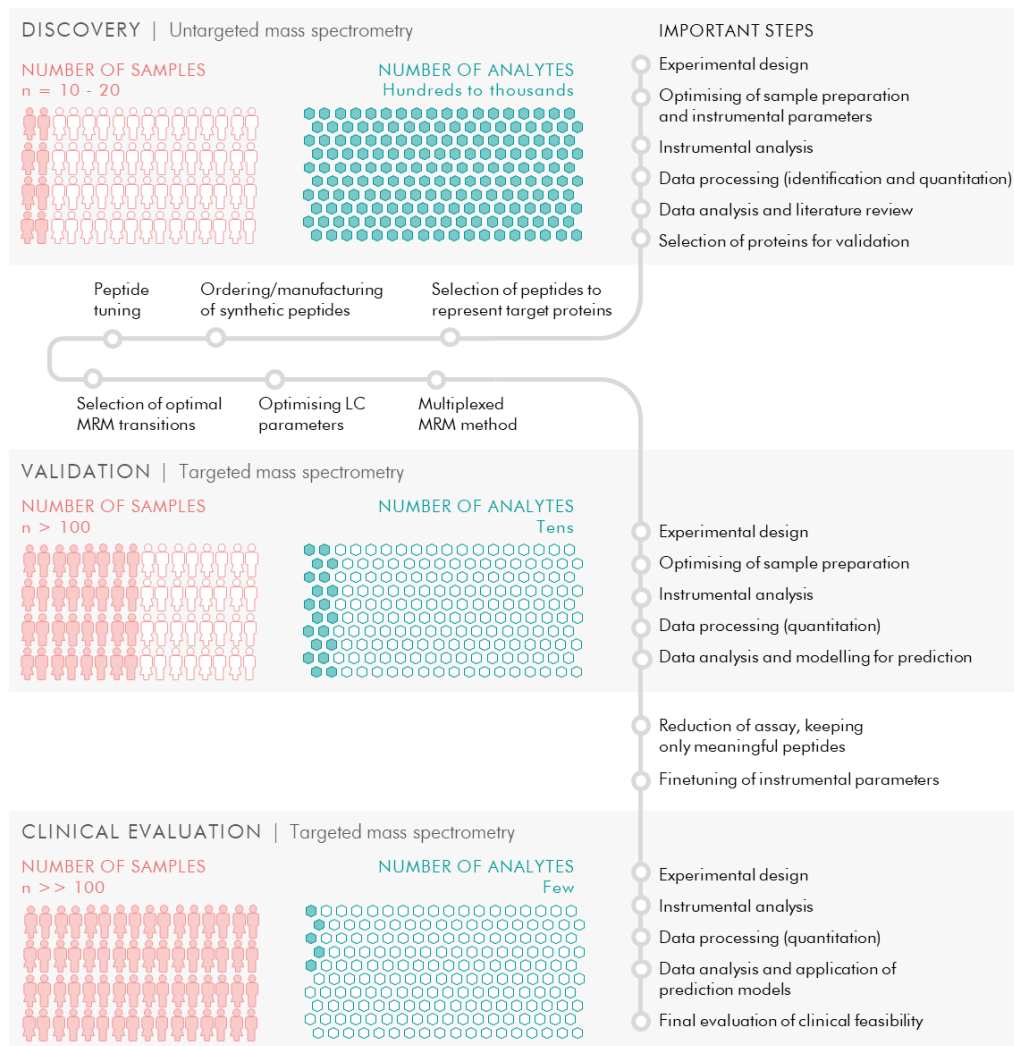 DISCOVERY | Untargeted mass spectrometry
NUMBER OF SAMPLES
n = 10 - 20
NUMBER OF ANALYTES
Hundreds to thousands
IMPORTANT STEPS
Experimental design
Optimising of sample preparation
and instrumental parameters
Instrumental analysis
Data processing (identification and quantitation)
Data analysis and literature review
Selection of proteins for validation
Peptide
tuning
Ordering/manufacturing
of synthetic peptides
Selection of peptides to
represent target proteins
Selection of optimal
MRM transitions
Optimising LC
parameters
Multiplexed
MRM method
VALIDATION | Targeted mass spectrometry
NUMBER OF SAMPLES
n > 100
NUMBER OF ANALYTES
Tens
Experimental design
Optimising of sample preparation
Instrumental analysis
Data processing (quantitation)
Data analysis and modelling for prediction
Reduction of assay, keeping
only meaningful peptides
Finetuning of instrumental parameters
CLINICAL EVALUATION | Targeted mass spectrometry
NUMBER OF SAMPLES
n >> 100
NUMBER OF ANALYTES
Few
Experimental design
Instrumental analysis
Data processing (quantitation)
Data analysis and application of
prediction models
Final evaluation of clinical feasibility